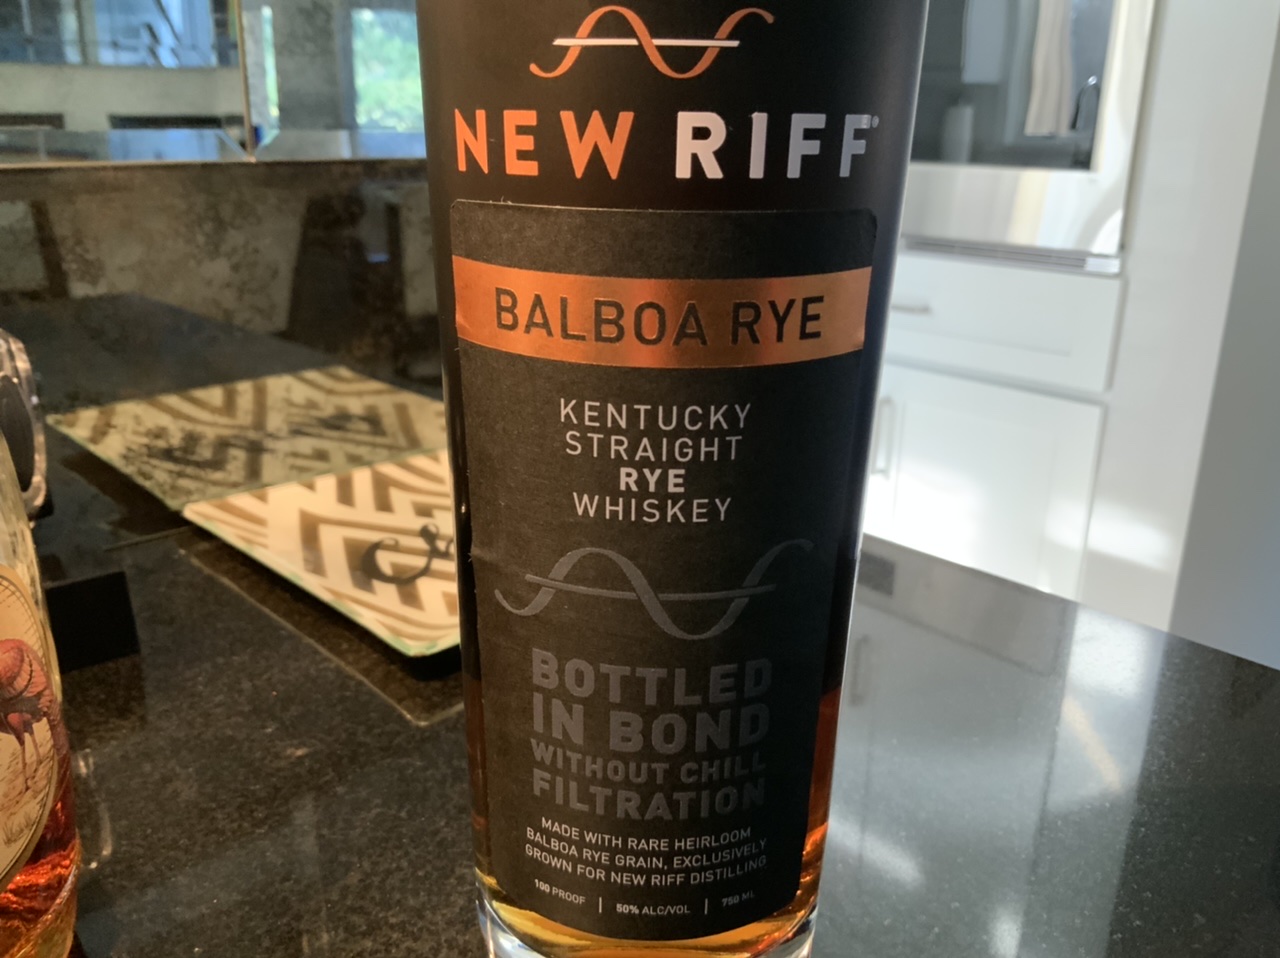 NEW RIFF®
BALBOA RYE
KENTUCKY
STRAIGHT
RYE
WHISKEY
BOTTLED
IN BOND
WITHOUT CHILL
FILTRATION
MADE WITH RARE HEIRLOOM
BALBOA RYE GRAIN, EXCLUSIVELY
GROWN FOR NEW RIFF DISTILLING
100 PROOF | 50% ALC/VOL | 750 ML